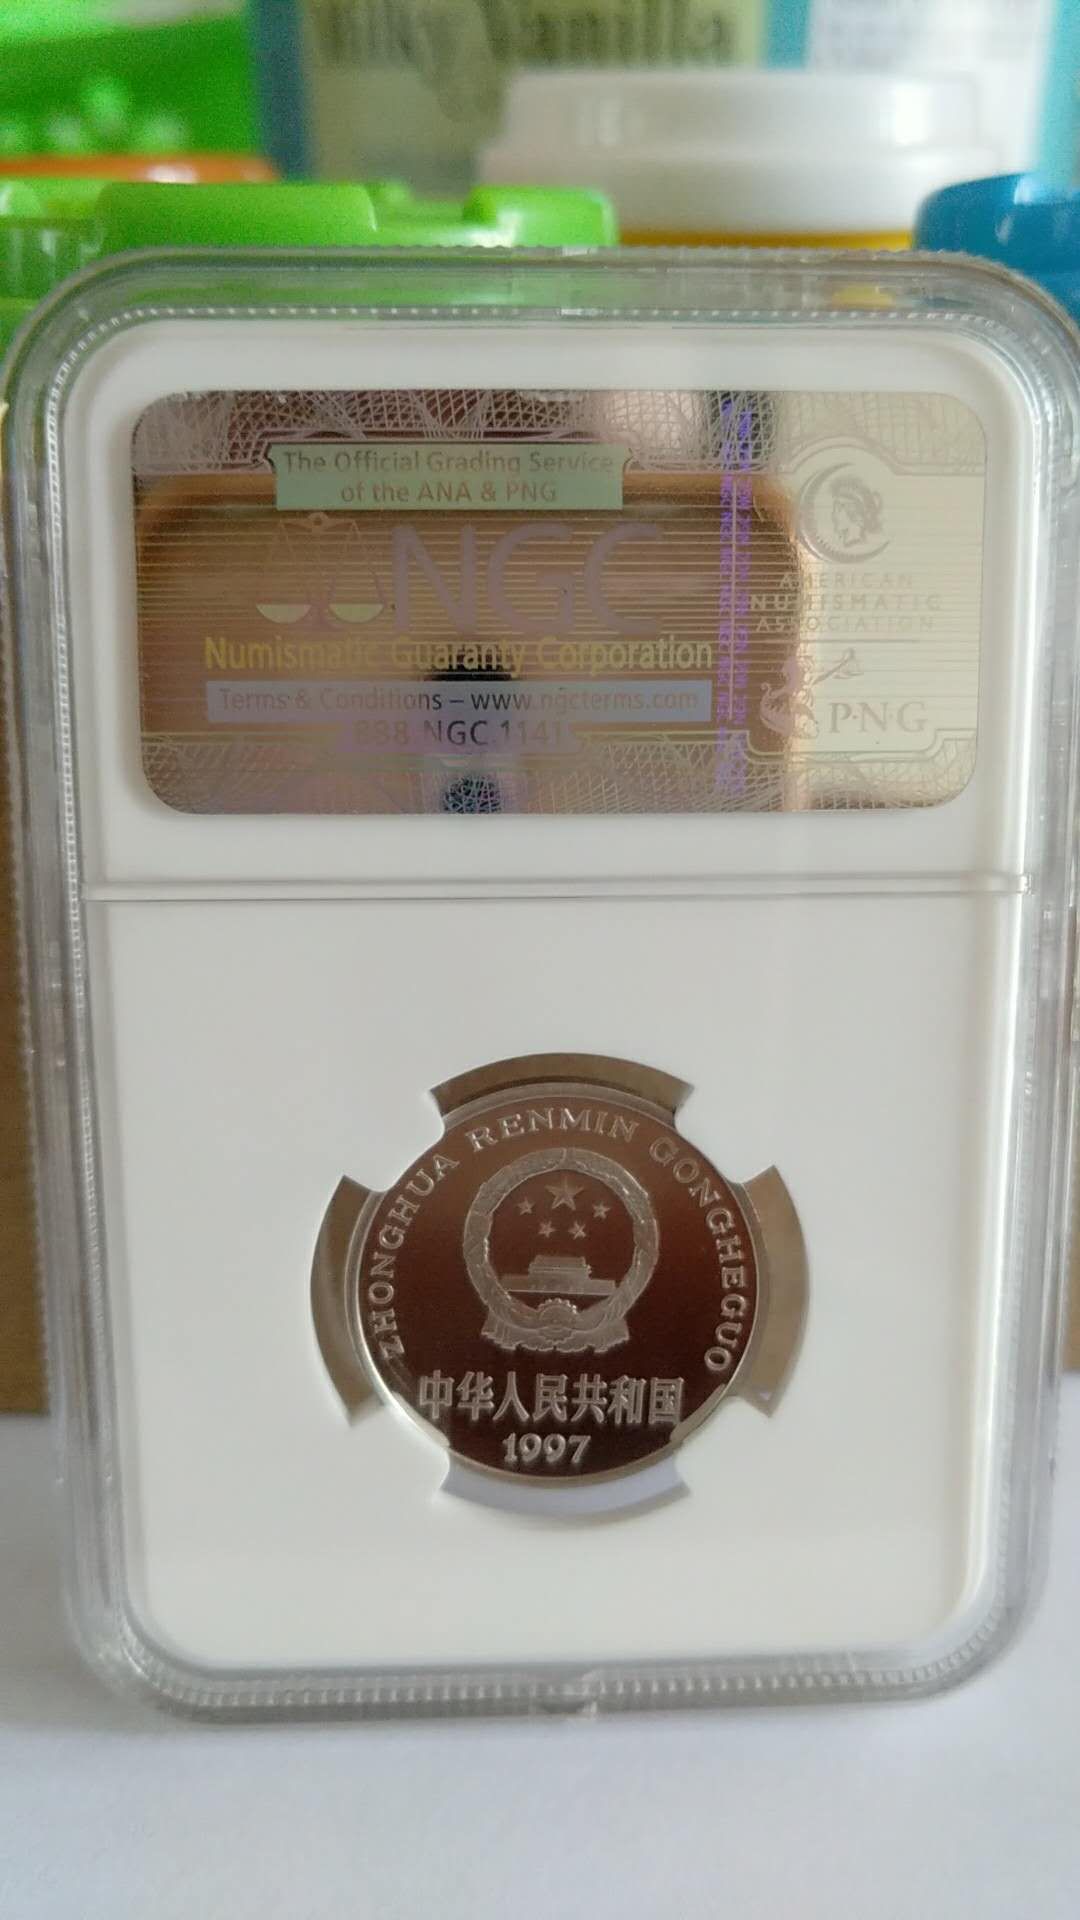 Vanilla
The Official Grading Service
of the ANA & PNG
NGC
Numismatic Guaranty Corporation
Terms & Conditions – www.ngcterms.com
888 NGC 1141
AMERICAN
NUMISMATIC
ASSOCIATION
P·N·G
ZHONGHUA RENMIN GONGHEGUO
中华人民共和国
1997